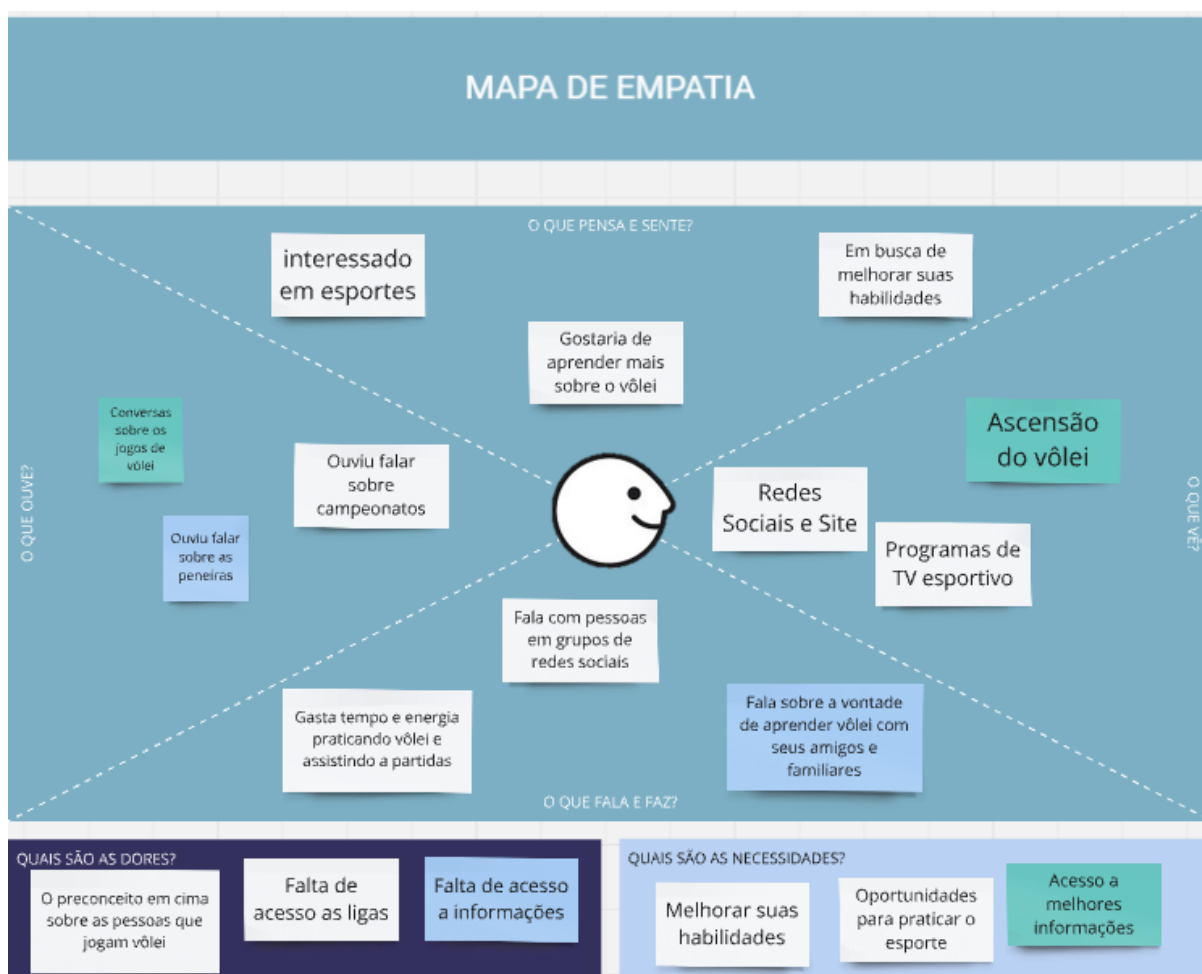 MAPA DE EMPATIA
O QUE PENSA E SENTE?
interessado
em esportes
Em busca de
melhorar suas
habilidades
Gostaria de
aprender mais
sobre o vôlei
O QUE OUVE?
Conversas
sobre os
jogos de
vôlei
Ouviu falar
sobre
campeonatos
Ouviu falar
sobre as
peneiras
O QUE VÊ?
Ascensão
do vôlei
Redes
Sociais e Site
Programas de
TV esportivo
Fala com pessoas
em grupos de
redes sociais
Gasta tempo e energia
praticando vôlei e
assistindo a partidas
Fala sobre a vontade
de aprender vôlei com
seus amigos e
familiares
O QUE FALA E FAZ?
QUAIS SÃO AS DORES?
O preconceito em cima
sobre as pessoas que
jogam vôlei
Falta de
acesso as ligas
Falta de acesso
a informações
QUAIS SÃO AS NECESSIDADES?
Melhorar suas
habilidades
Oportunidades
para praticar o
esporte
Acesso a
melhores
informações